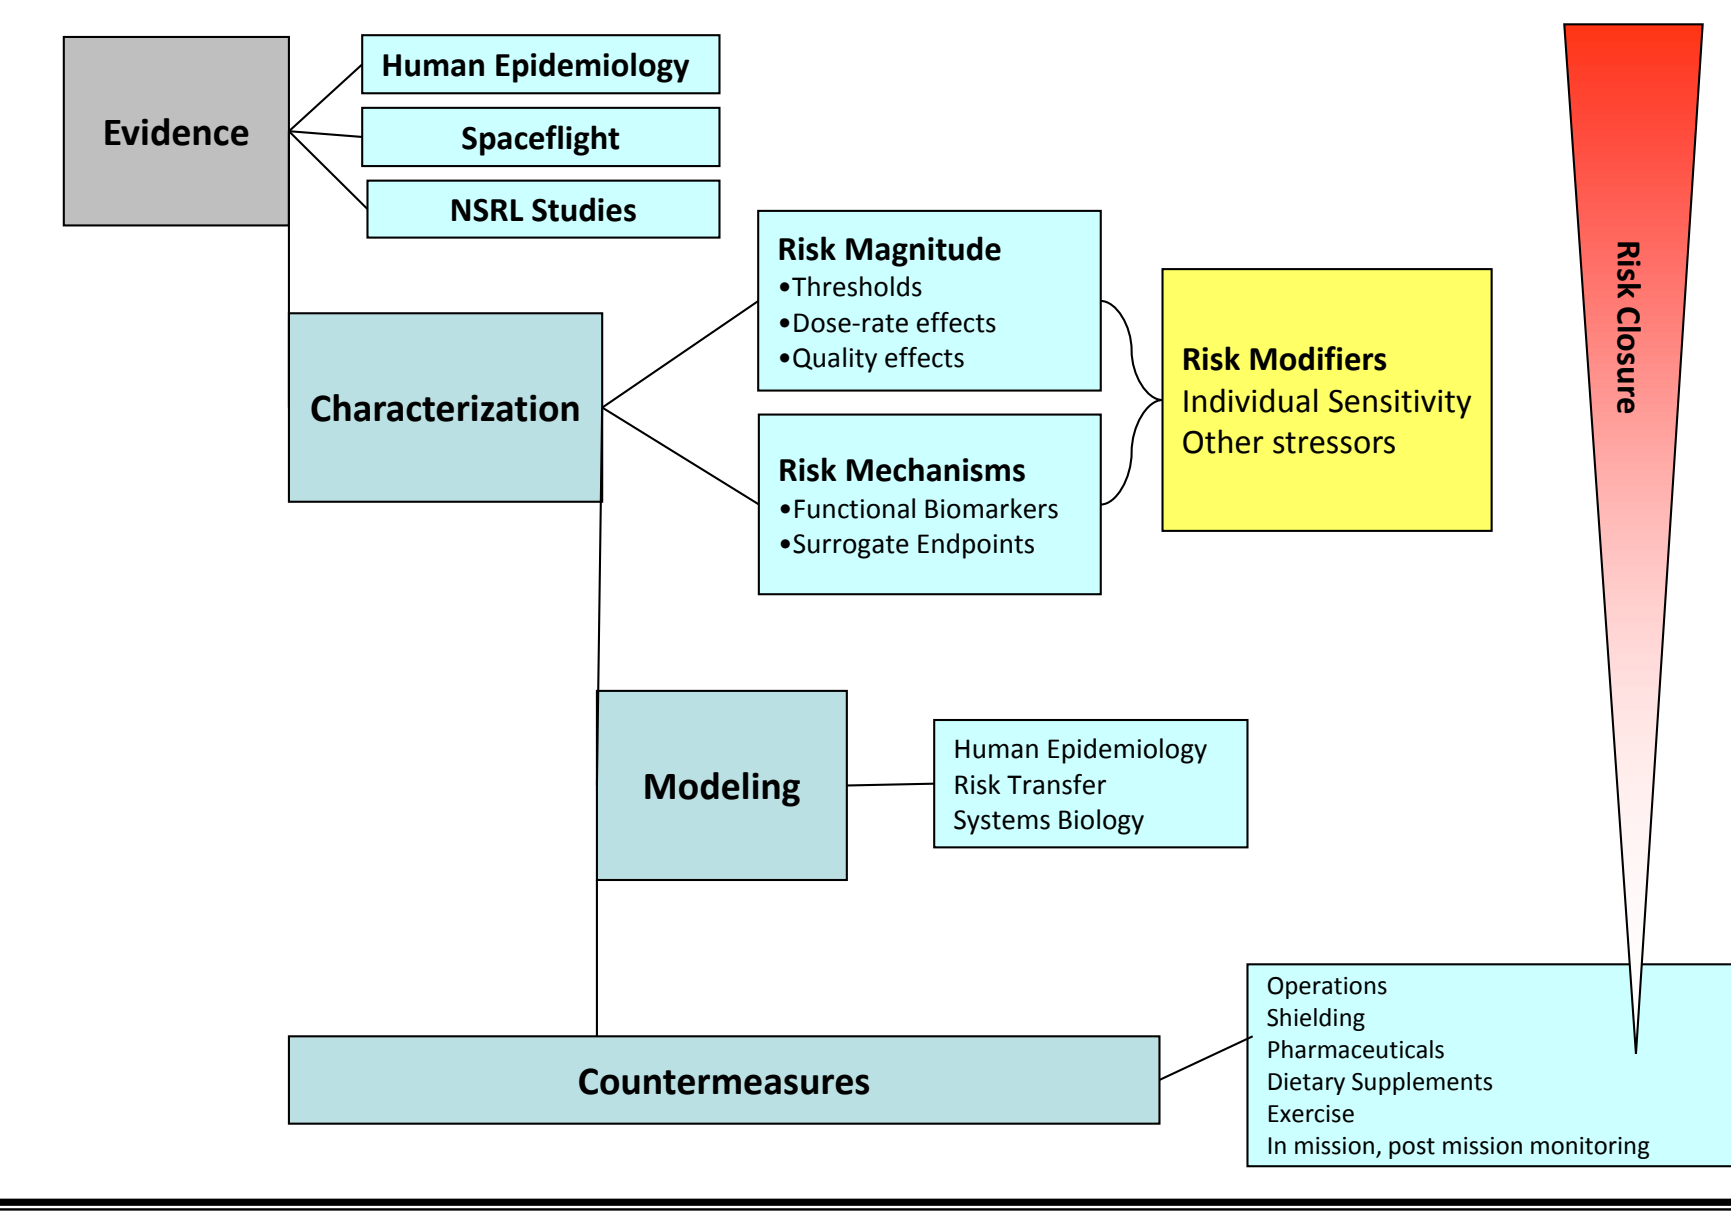 Evidence
Human Epidemiology
Spaceflight
NSRL Studies
Characterization
Risk Magnitude
•Thresholds
•Dose-rate effects
•Quality effects
Risk Mechanisms
•Functional Biomarkers
•Surrogate Endpoints
Risk Modifiers
Individual Sensitivity
Other stressors
Risk Closure
Modeling
Human Epidemiology
Risk Transfer
Systems Biology
Countermeasures
Operations
Shielding
Pharmaceuticals
Dietary Supplements
Exercise
In mission, post mission monitoring